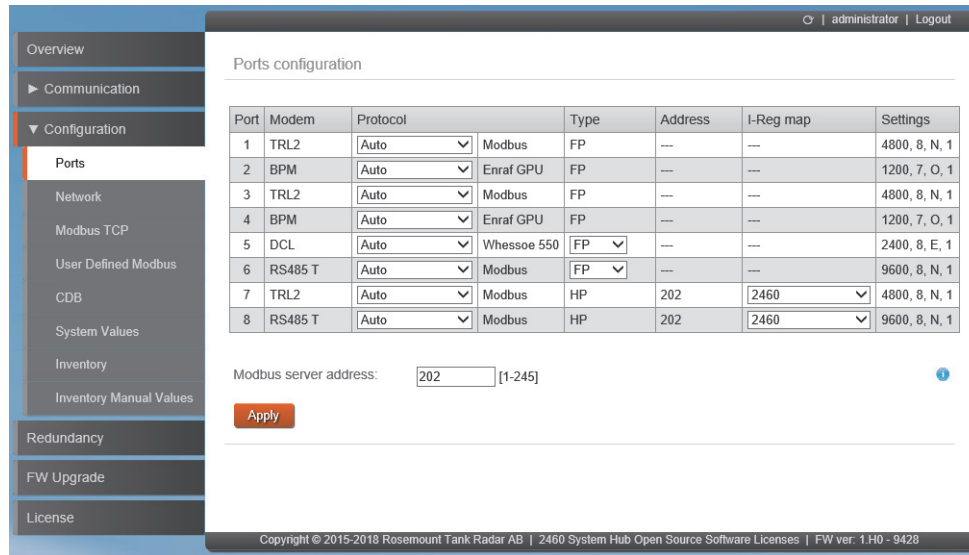 administrator | Logout
Overview
► Communication
▼ Configuration
Ports
Network
Modbus TCP
User Defined Modbus
CDB
System Values
Inventory
Inventory Manual Values
Redundancy
FW Upgrade
License
Ports configuration
Port Modem Protocol Type Address I-Reg map Settings
1 TRL2 Auto Modbus FP --- --- 4800, 8, N, 1
2 BPM Auto Enraf GPU FP --- --- 1200, 7, O, 1
3 TRL2 Auto Modbus FP --- --- 4800, 8, N, 1
4 BPM Auto Enraf GPU FP --- --- 1200, 7, O, 1
5 DCL Auto Whessoe 550 FP --- --- 2400, 8, E, 1
6 RS485 T Auto Modbus FP --- --- 9600, 8, N, 1
7 TRL2 Auto Modbus HP 202 2460 4800, 8, N, 1
8 RS485 T Auto Modbus HP 202 2460 9600, 8, N, 1
Modbus server address: 202 [1-245]
Apply
Copyright © 2015-2018 Rosemount Tank Radar AB | 2460 System Hub Open Source Software Licenses | FW ver: 1.H0 - 9428